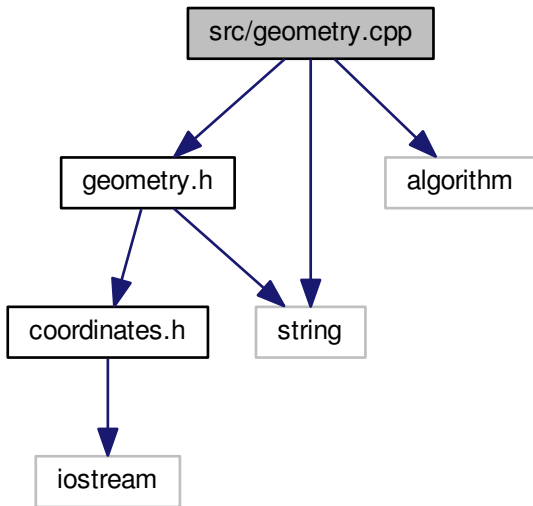 src/geometry.cpp
geometry.h
algorithm
coordinates.h
string
iostream